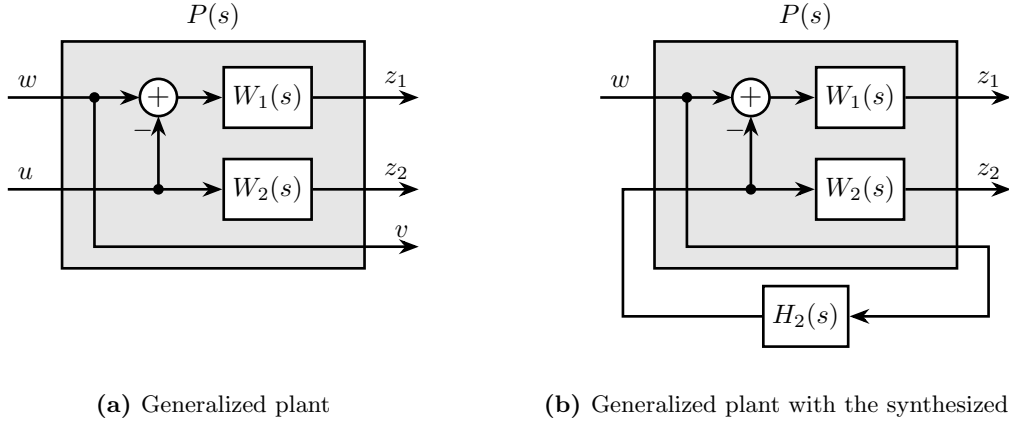 P(s) P(s)
w + W₁(s) z₁ w + W₁(s) z₁
− −
u W₂(s) z₂ W₂(s) z₂
v
H₂(s)
(a) Generalized plant (b) Generalized plant with the synthesized